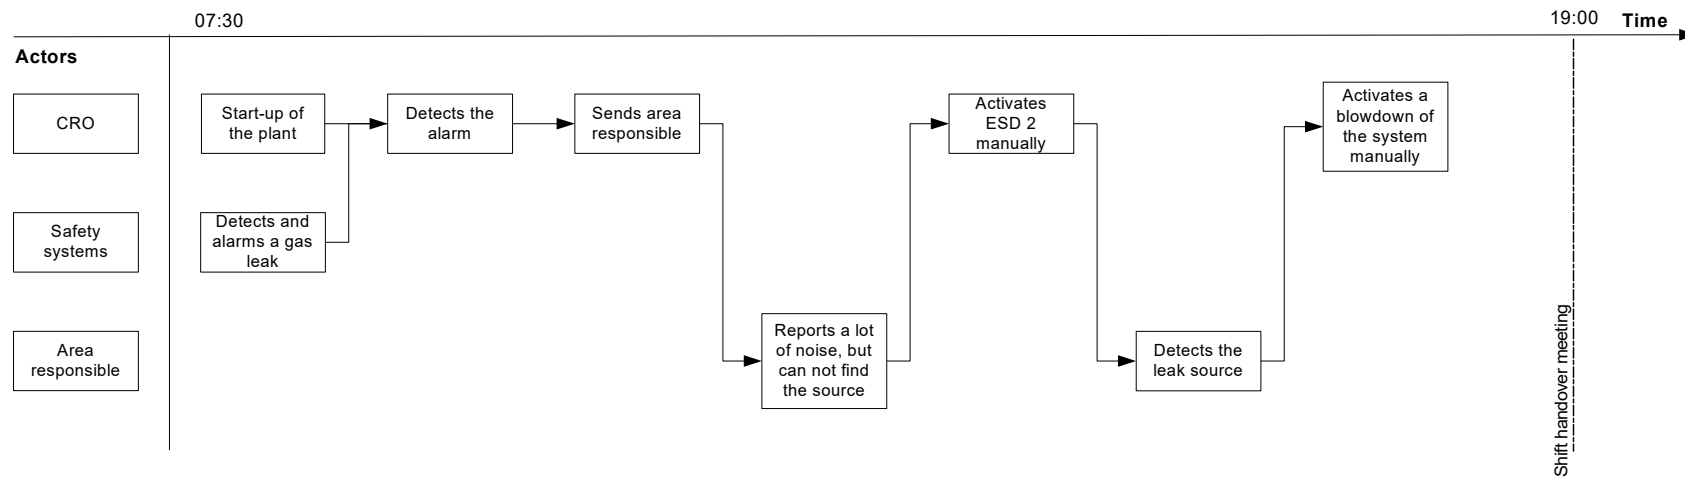 07:30
19:00
Time
Actors
CRO
Start-up of
the plant
Detects the
alarm
Sends area
responsible
Activates
ESD 2
manually
Activates a
blowdown of
the system
manually
Safety
systems
Detects and
alarms a gas
leak
Area
responsible
Reports a lot
of noise, but
can not find
the source
Detects the
leak source
Shift handover meeting